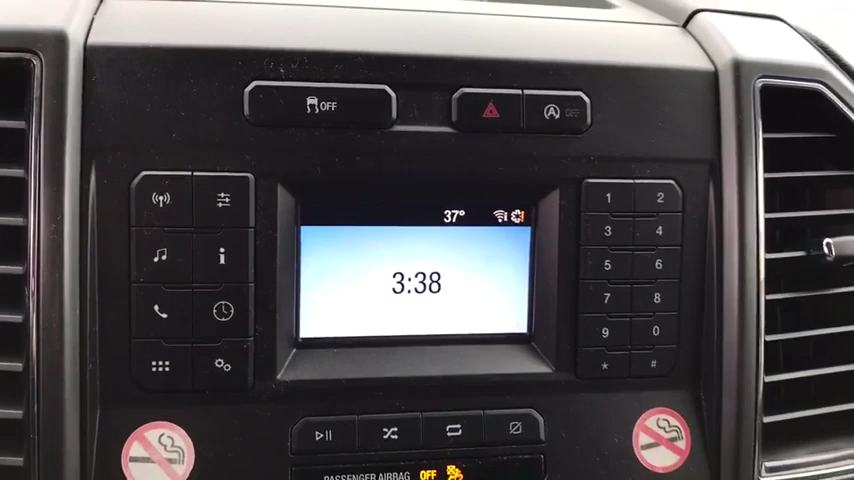 OFF
A OFF
37°
3:38
1 2
3 4
5 6
7 8
9 0
* #
i
PASSENGER AIRBAG OFF